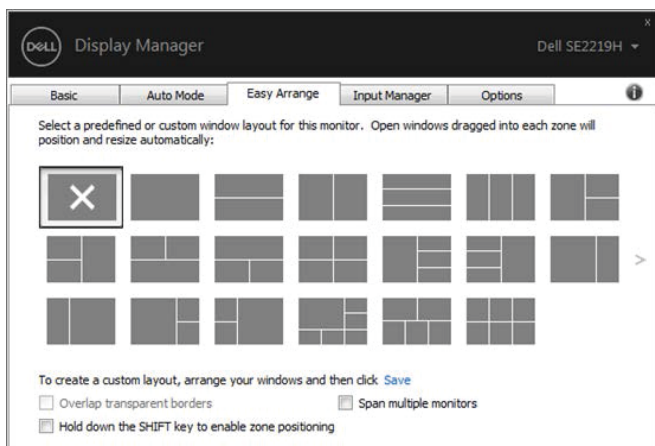 x
DELL Display Manager Dell SE2219H
Basic Auto Mode Easy Arrange Input Manager Options
Select a predefined or custom window layout for this monitor. Open windows dragged into each zone will
position and resize automatically:
To create a custom layout, arrange your windows and then click Save
Overlap transparent borders Span multiple monitors
Hold down the SHIFT key to enable zone positioning